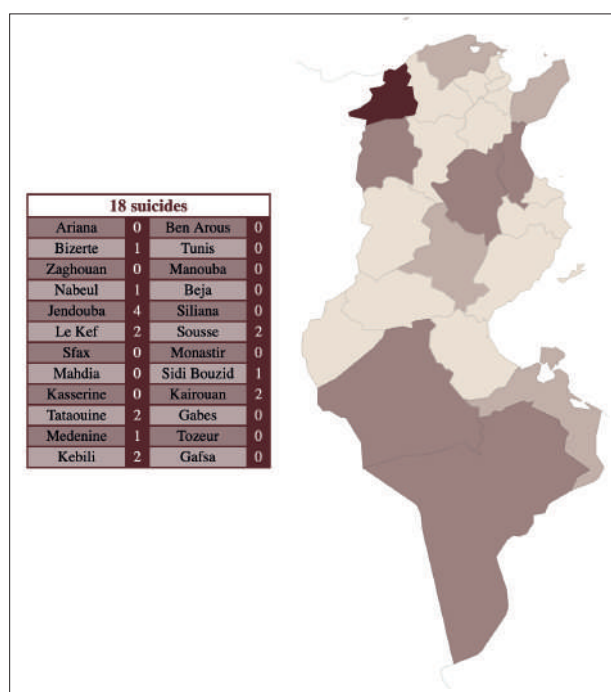 18 suicides
Ariana 0 Ben Arous 0
Bizerte 1 Tunis 0
Zaghouan 0 Manouba 0
Nabeul 1 Beja 0
Jendouba 4 Siliana 0
Le Kef 2 Sousse 2
Sfax 0 Monastir 0
Mahdia 0 Sidi Bouzid 1
Kasserine 0 Kairouan 2
Tataouine 2 Gabes 0
Medenine 1 Tozeur 0
Kebili 2 Gafsa 0